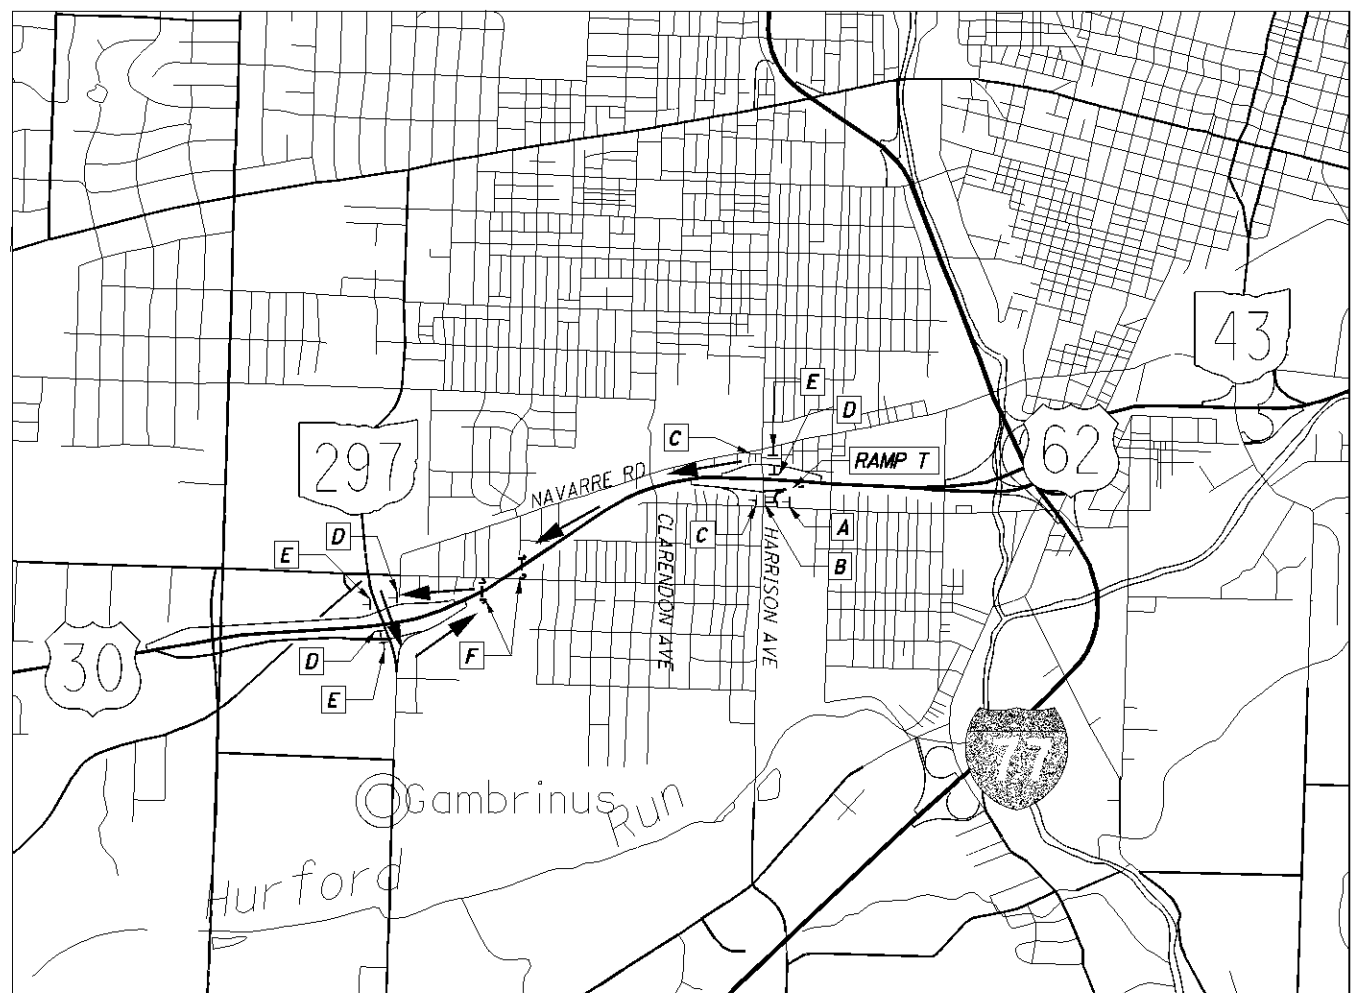 43
E
D
C
62
RAMP T
297
NAVARRE RD
A
C
D
E
B
CLARENDON AVE
HARRISON AVE
30
D
F
E
77
Gambrinus
Run
Hurford